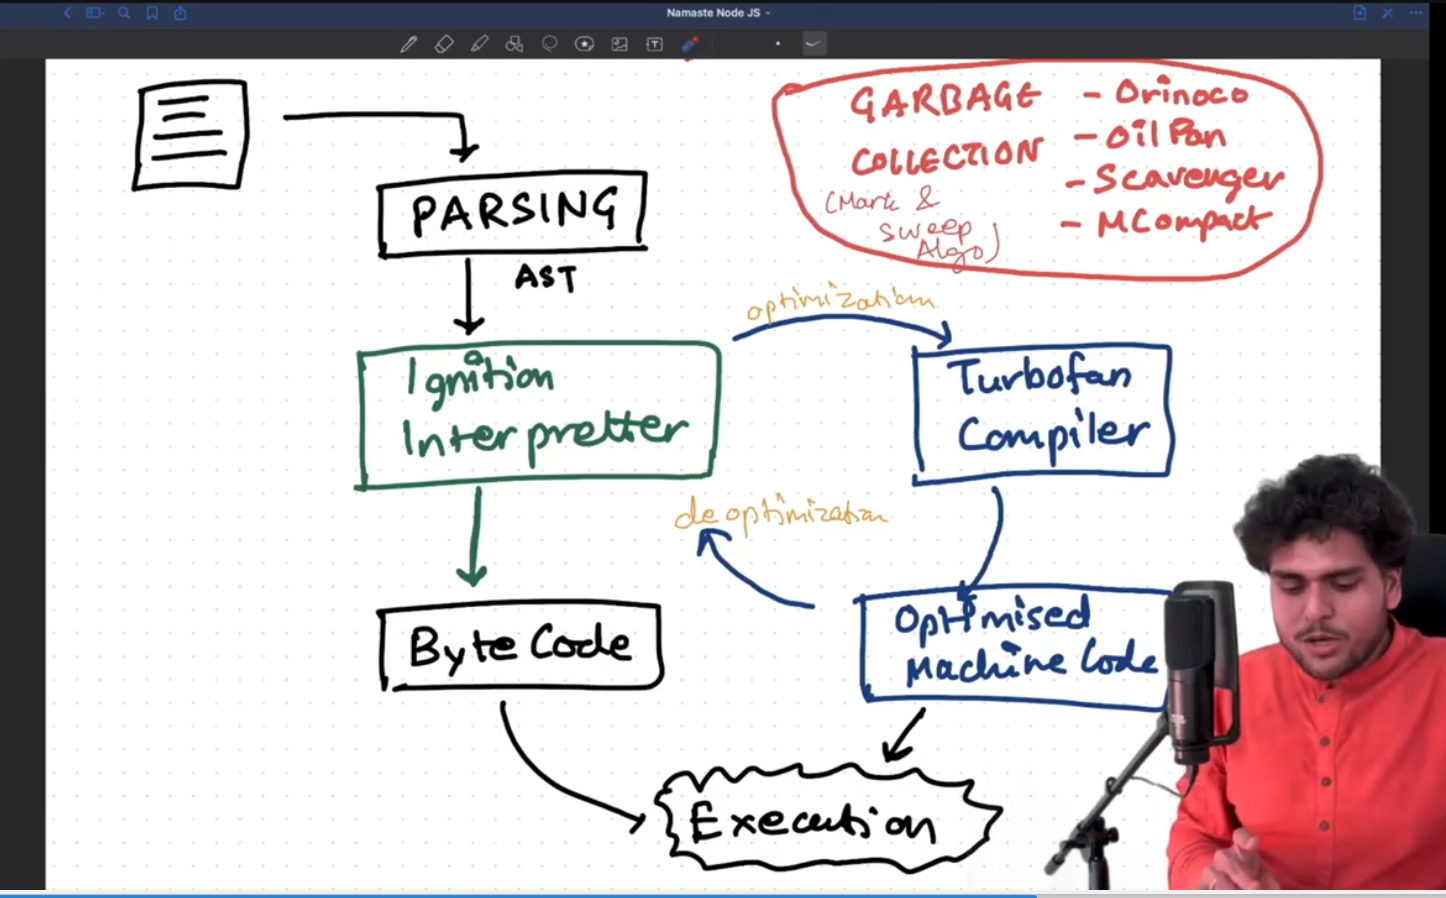 Namaste Node JS
GARBAGE
COLLECTION
(Mark &
sweep
Algo)
- Orinoco
- Oil Pan
- Scavenger
- MCompact
PARSING
AST
optimization
Ignition
Interpretter
Turbofan
Compiler
deoptimization
Byte Code
Optimised
Machine Code
Execution